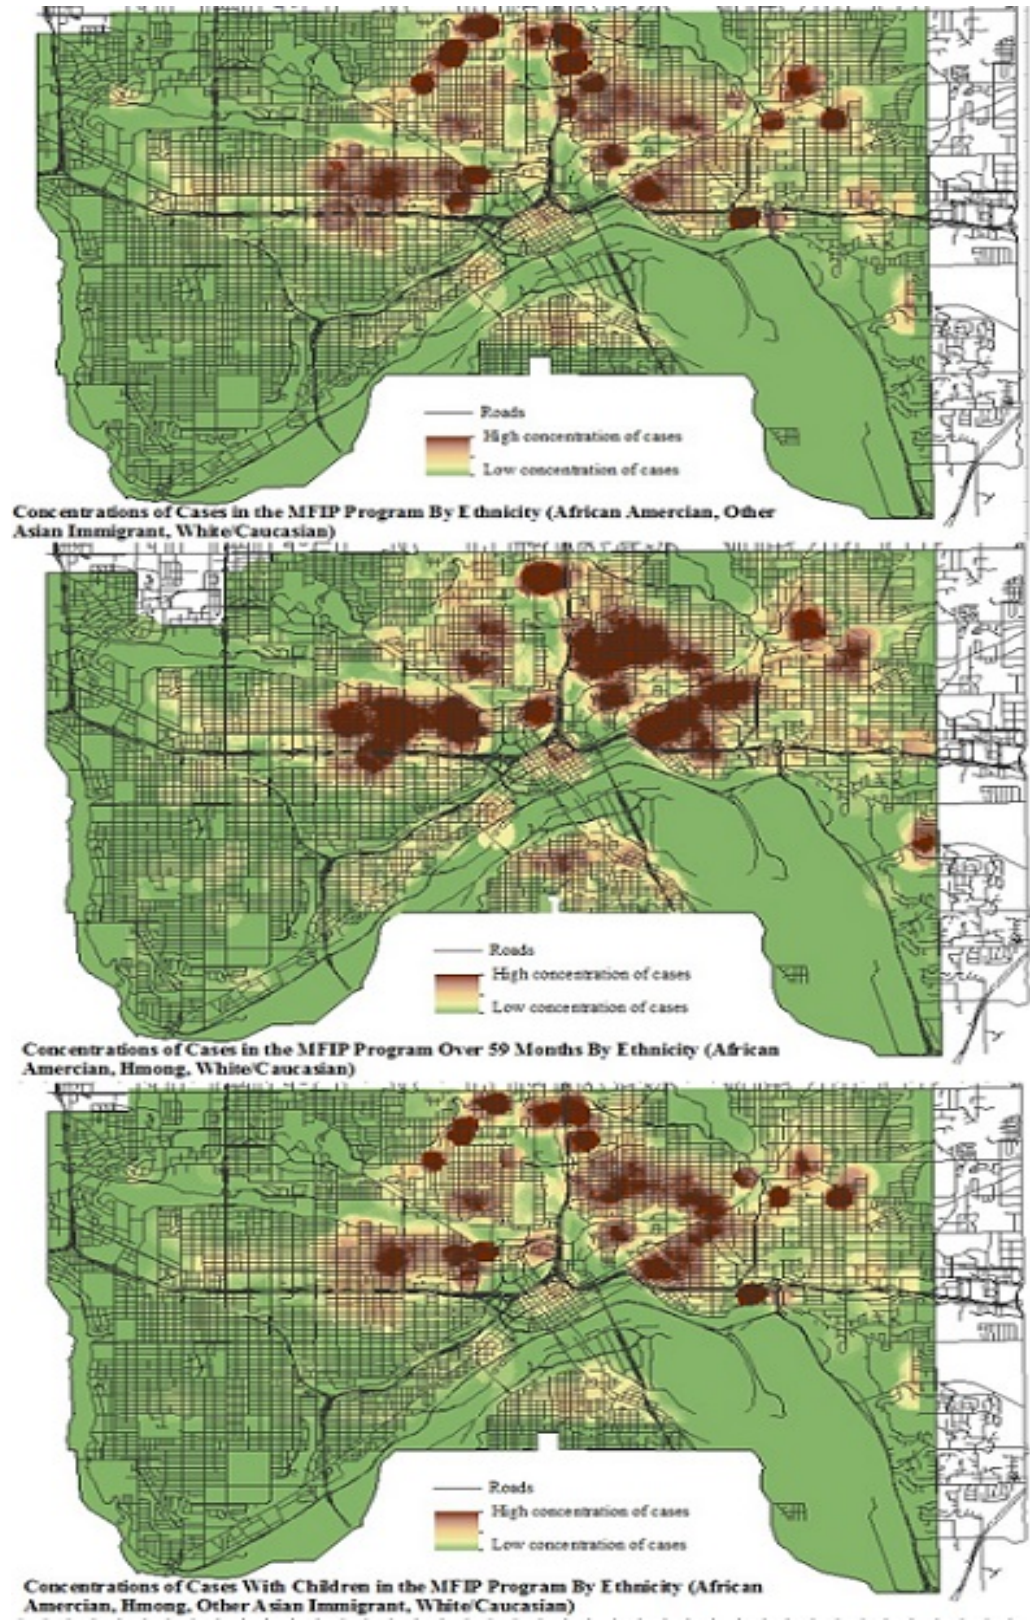 Roads
High concentration of cases
Low concentration of cases
Concentrations of Cases in the MFIP Program By Ethnicity (African Amercian, Other
Asian Immigrant, White/Caucasian)
Roads
High concentration of cases
Low concentration of cases
Concentrations of Cases in the MFIP Program Over 59 Months By Ethnicity (African
Amercian, Hmong, White/Caucasian)
Roads
High concentration of cases
Low concentration of cases
Concentrations of Cases With Children in the MFIP Program By Ethnicity (African
Amercian, Hmong, Other Asian Immigrant, White/Caucasian)